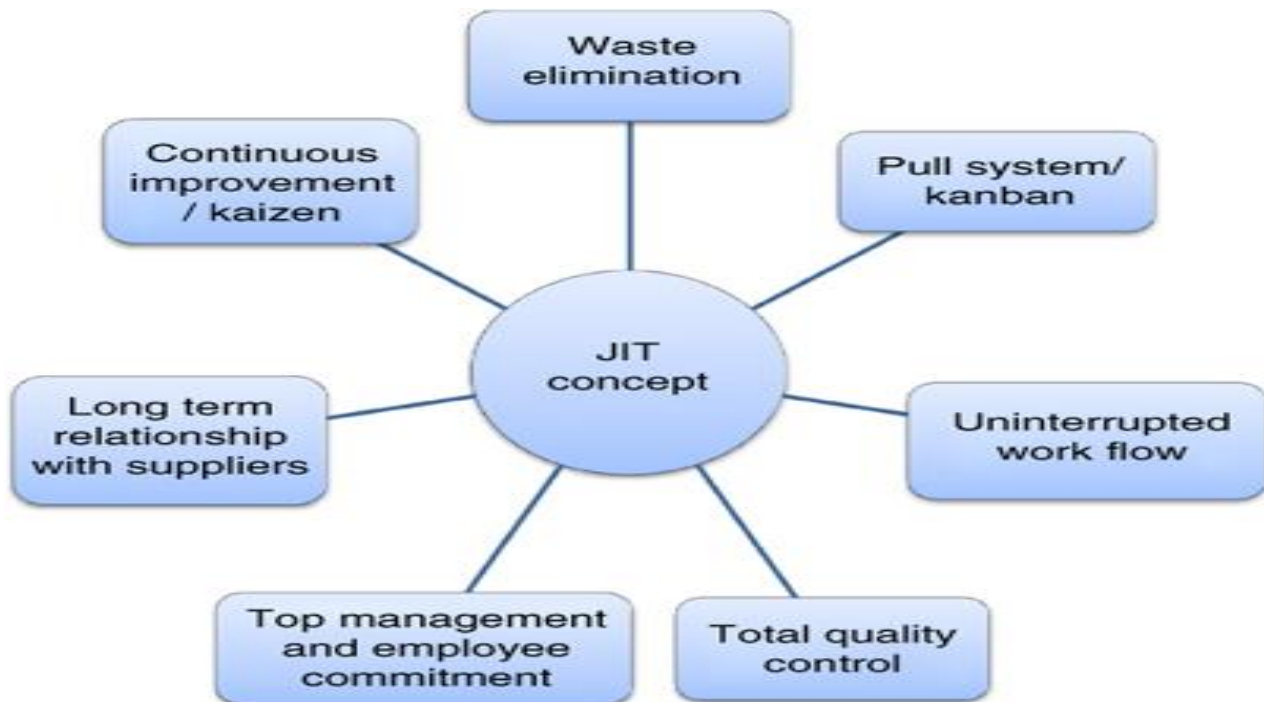 Waste
elimination
Continuous
improvement
/ kaizen
Pull system/
kanban
JIT
concept
Long term
relationship
with suppliers
Uninterrupted
work flow
Top management
and employee
commitment
Total quality
control